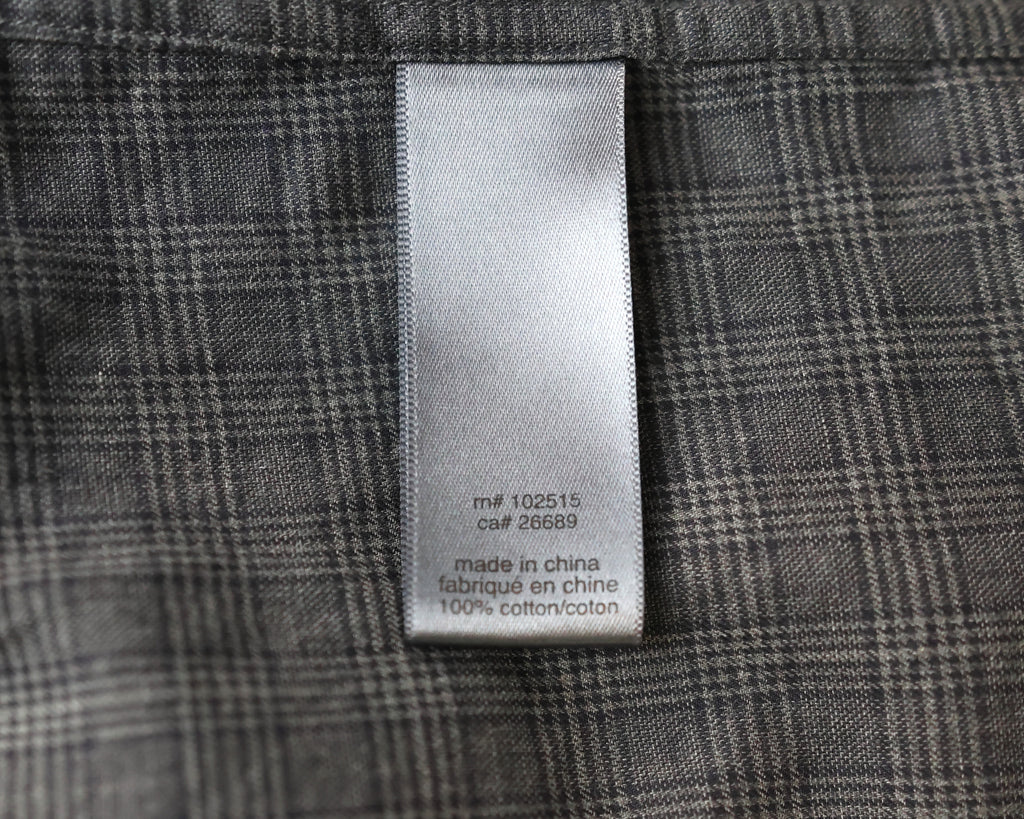 rn# 102515
ca# 26689
made in china
fabriqué en chine
100% cotton/coton